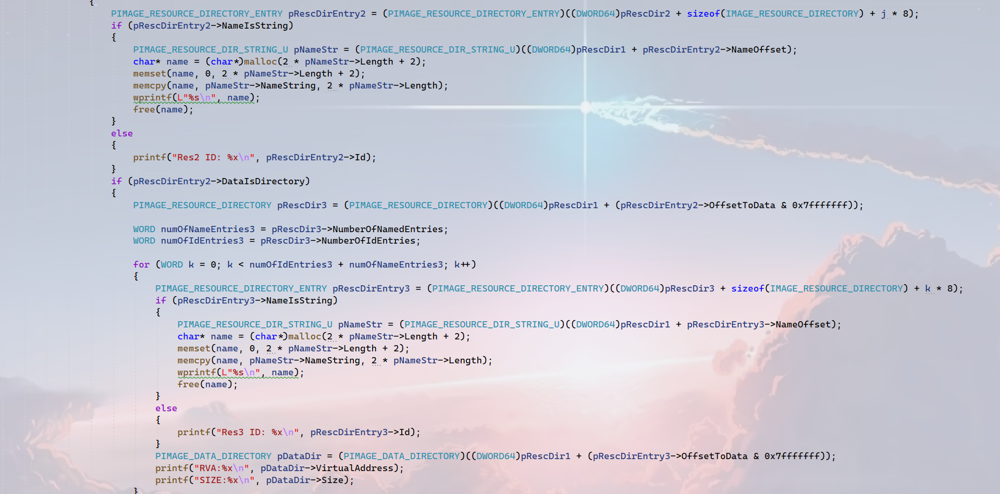 {
PIMAGE_RESOURCE_DIRECTORY_ENTRY pRescDirEntry2 = (PIMAGE_RESOURCE_DIRECTORY_ENTRY)((DWORD64)pRescDir2 + sizeof(IMAGE_RESOURCE_DIRECTORY) + j * 8);
if (pRescDirEntry2->NameIsString)
{
PIMAGE_RESOURCE_DIR_STRING_U pNameStr = (PIMAGE_RESOURCE_DIR_STRING_U)((DWORD64)pRescDir1 + pRescDirEntry2->NameOffset);
char* name = (char*)malloc(2 * pNameStr->Length + 2);
memset(name, 0, 2 * pNameStr->Length + 2);
memcpy(name, pNameStr->NameString, 2 * pNameStr->Length);
wprintf(L"%s\n", name);
free(name);
}
else
{
printf("Res2 ID: %x\n", pRescDirEntry2->Id);
}
if (pRescDirEntry2->DataIsDirectory)
{
PIMAGE_RESOURCE_DIRECTORY pRescDir3 = (PIMAGE_RESOURCE_DIRECTORY)((DWORD64)pRescDir1 + (pRescDirEntry2->OffsetToData & 0x7fffffff));
WORD numOfNameEntries3 = pRescDir3->NumberOfNamedEntries;
WORD numOfIdEntries3 = pRescDir3->NumberOfIdEntries;
for (WORD k = 0; k < numOfIdEntries3 + numOfNameEntries3; k++)
{
PIMAGE_RESOURCE_DIRECTORY_ENTRY pRescDirEntry3 = (PIMAGE_RESOURCE_DIRECTORY_ENTRY)((DWORD64)pRescDir3 + sizeof(IMAGE_RESOURCE_DIRECTORY) + k * 8);
if (pRescDirEntry3->NameIsString)
{
PIMAGE_RESOURCE_DIR_STRING_U pNameStr = (PIMAGE_RESOURCE_DIR_STRING_U)((DWORD64)pRescDir1 + pRescDirEntry3->NameOffset);
char* name = (char*)malloc(2 * pNameStr->Length + 2);
memset(name, 0, 2 * pNameStr->Length + 2);
memcpy(name, pNameStr->NameString, 2 * pNameStr->Length);
wprintf(L"%s\n", name);
free(name);
}
else
{
printf("Res3 ID: %x\n", pRescDirEntry3->Id);
}
PIMAGE_DATA_DIRECTORY pDataDir = (PIMAGE_DATA_DIRECTORY)((DWORD64)pRescDir1 + (pRescDirEntry3->OffsetToData & 0x7fffffff));
printf("RVA:%x\n", pDataDir->VirtualAddress);
printf("SIZE:%x\n", pDataDir->Size);
}